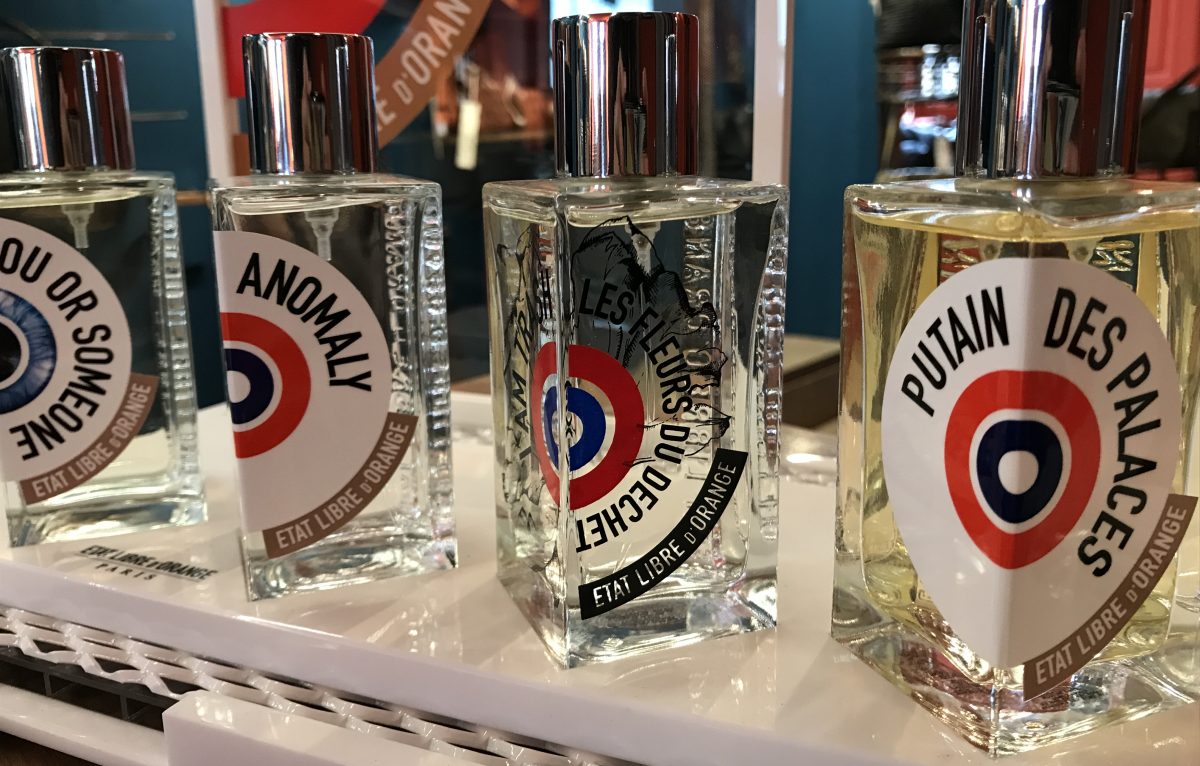 OU OR SOMEONE
ETAT LIBRE D'ORANGE
ETAT LIBRE D'ORANGE
PARIS
ANOMALY
ETAT LIBRE D'ORANGE
E D'ORAN
I AM TR
LES FLEURS DU DECHET
ETAT LIBRE D'ORANGE
PUTAIN DES PALACES
ETAT LIBRE D'ORANGE